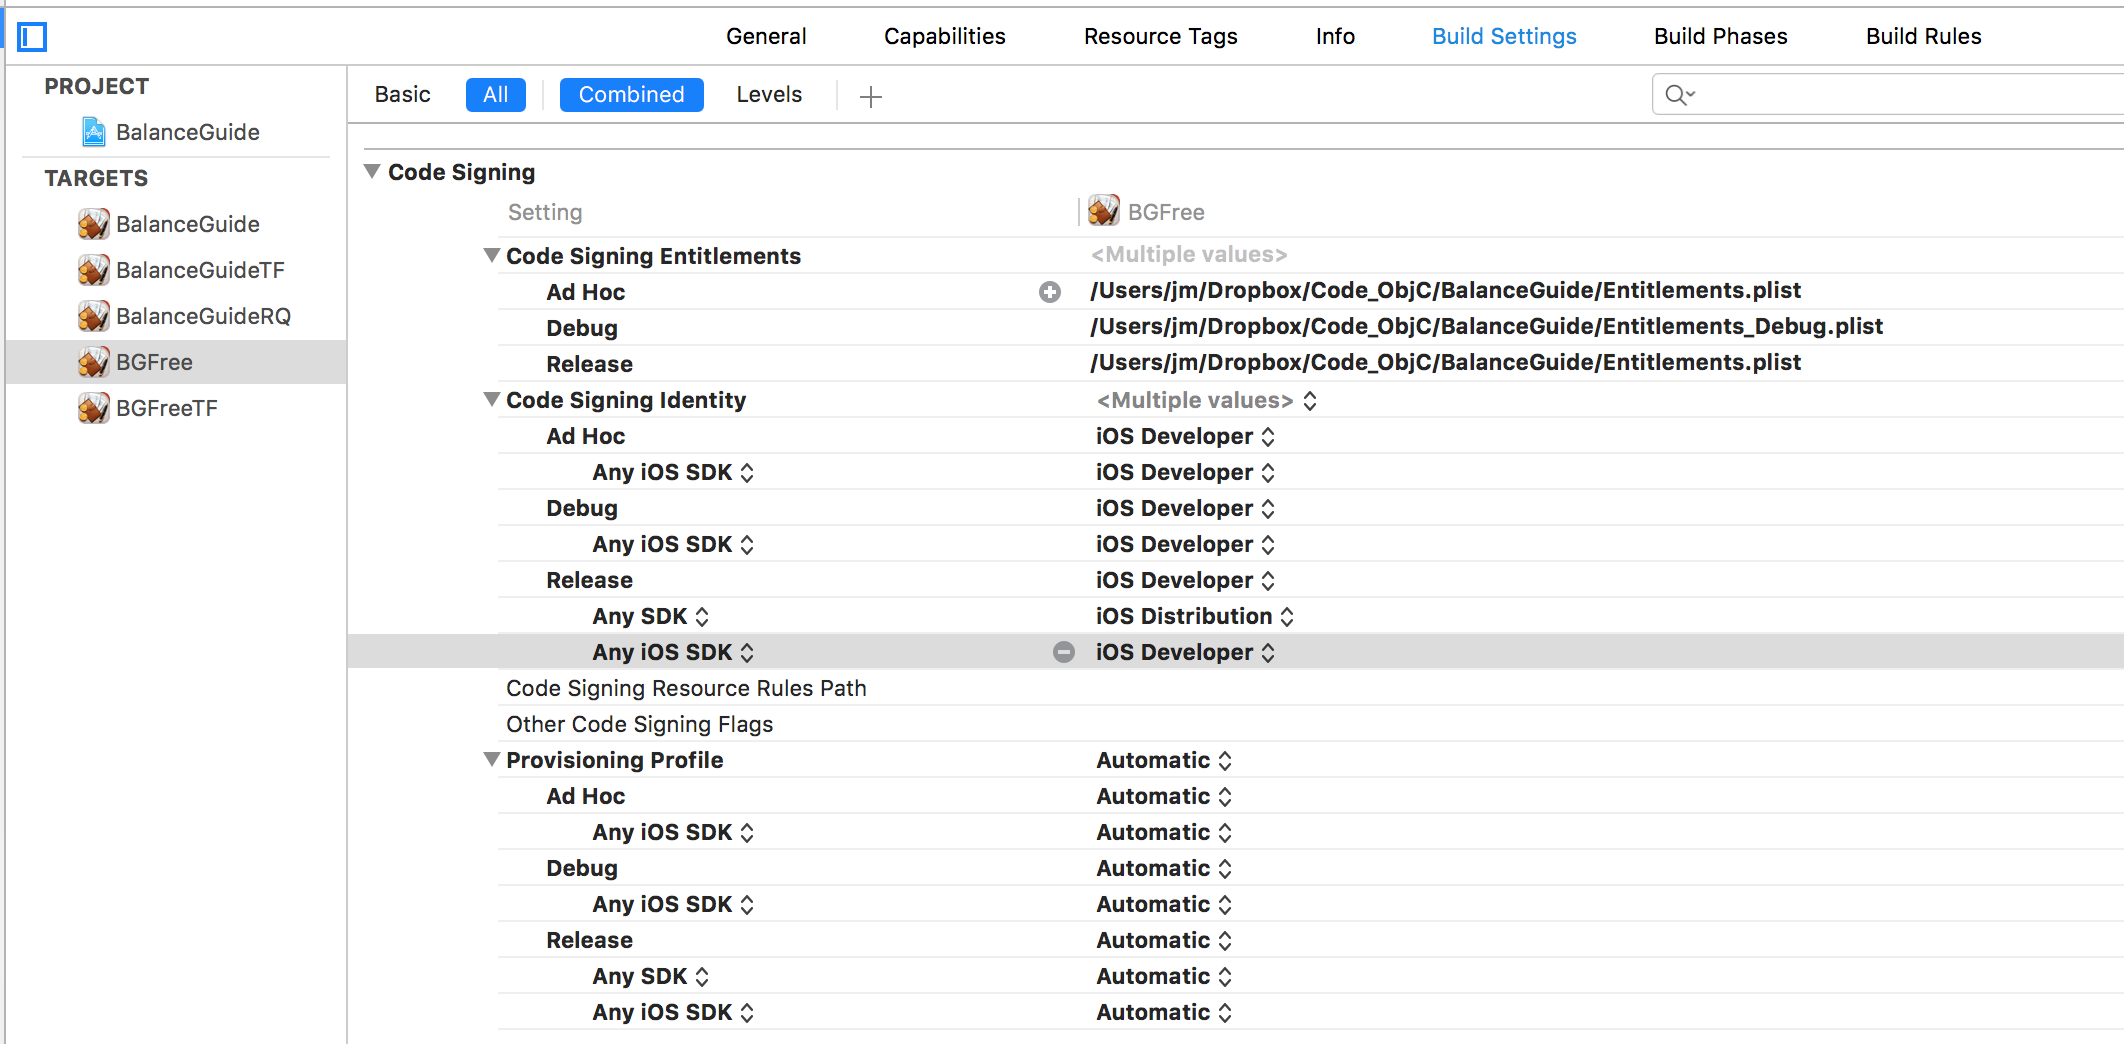 General Capabilities Resource Tags Info Build Settings Build Phases Build Rules
PROJECT
BalanceGuide
TARGETS
BalanceGuide
BalanceGuideTF
BalanceGuideRQ
BGFree
BGFreeTF
Basic All Combined Levels
Code Signing
Setting BGFree
Code Signing Entitlements <Multiple values>
Ad Hoc /Users/jm/Dropbox/Code_ObjC/BalanceGuide/Entitlements.plist
Debug /Users/jm/Dropbox/Code_ObjC/BalanceGuide/Entitlements_Debug.plist
Release /Users/jm/Dropbox/Code_ObjC/BalanceGuide/Entitlements.plist
Code Signing Identity <Multiple values>
Ad Hoc iOS Developer
Any iOS SDK iOS Developer
Debug iOS Developer
Any iOS SDK iOS Developer
Release iOS Developer
Any SDK iOS Distribution
Any iOS SDK iOS Developer
Code Signing Resource Rules Path
Other Code Signing Flags
Provisioning Profile Automatic
Ad Hoc Automatic
Any iOS SDK Automatic
Debug Automatic
Any iOS SDK Automatic
Release Automatic
Any SDK Automatic
Any iOS SDK Automatic